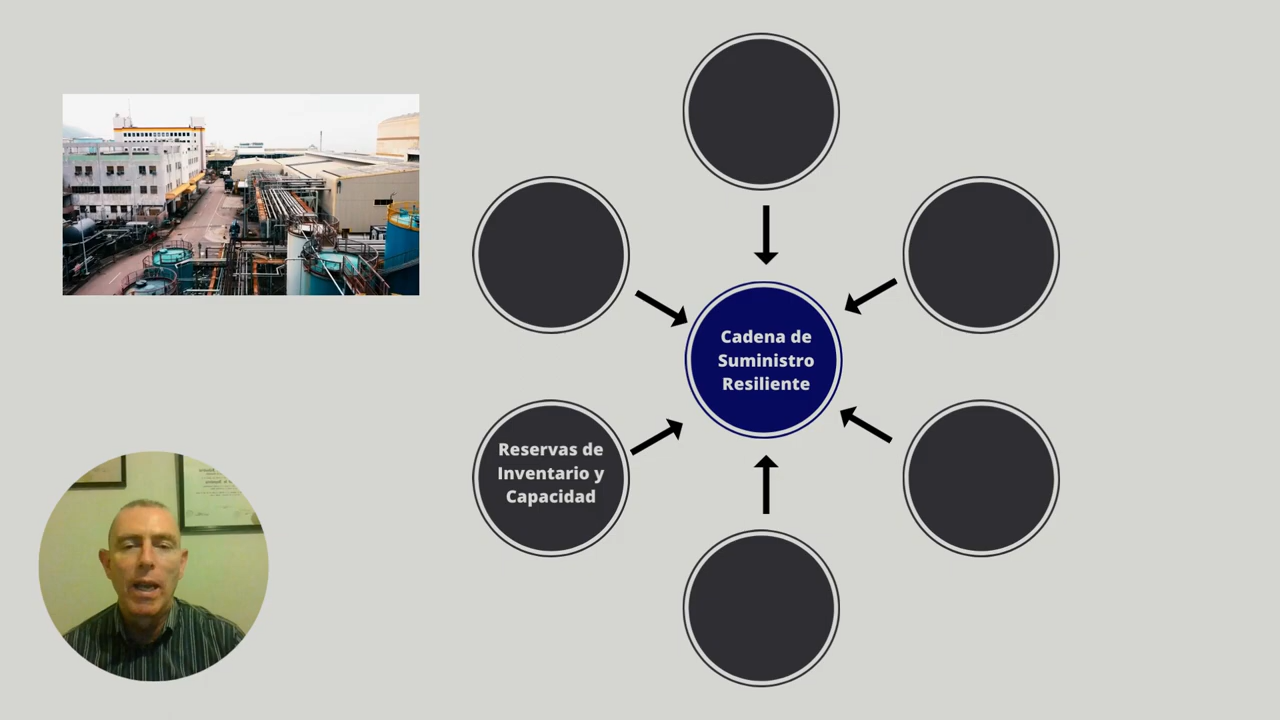 Cadena de
Suministro
Resiliente
Reservas de
Inventario y
Capacidad